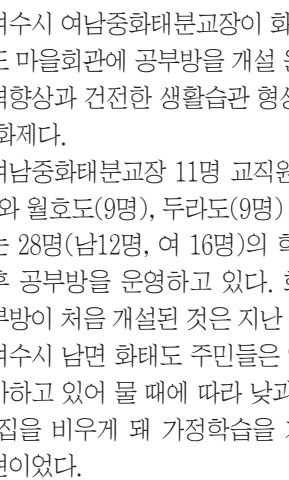 여수시 여남중화태분교장이 화
도 마을회관에 공부방을 개설 운
력향상과 건전한 생활습관 형성
화제다.
여남중화태분교장 11명 교직원
와 월호도(9명), 두라도(9명)
는 28명(남12명, 여 16명)의 학
후 공부방을 운영하고 있다. 화
부방이 처음 개설된 것은 지난
여수시 남면 화태도 주민들은
사하고 있어 물 때에 따라 낮과
집을 비우게 돼 가정학습을
편이었다.